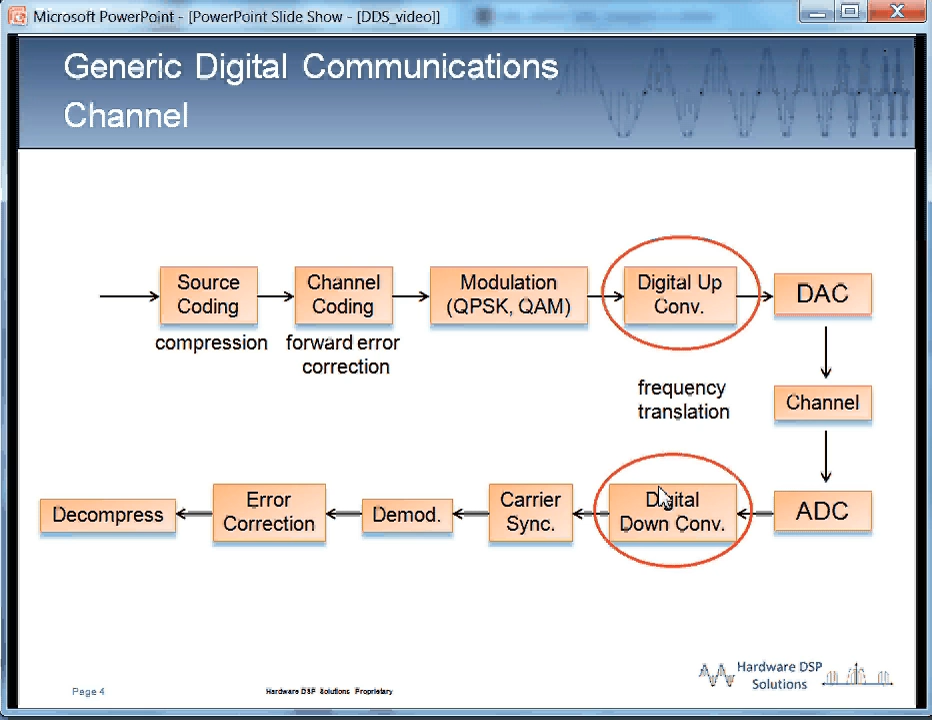 Microsoft PowerPoint - [PowerPoint Slide Show - [DDS_video]]
Generic Digital Communications
Channel
Source
Coding
compression
Channel
Coding
forward error
correction
Modulation
(QPSK, QAM)
Digital Up
Conv.
DAC
frequency
translation
Channel
Decompress
Error
Correction
Demod.
Carrier
Sync.
Digital
Down Conv.
ADC
Page 4
Hardware DSP Solutions Proprietary
Hardware DSP
Solutions